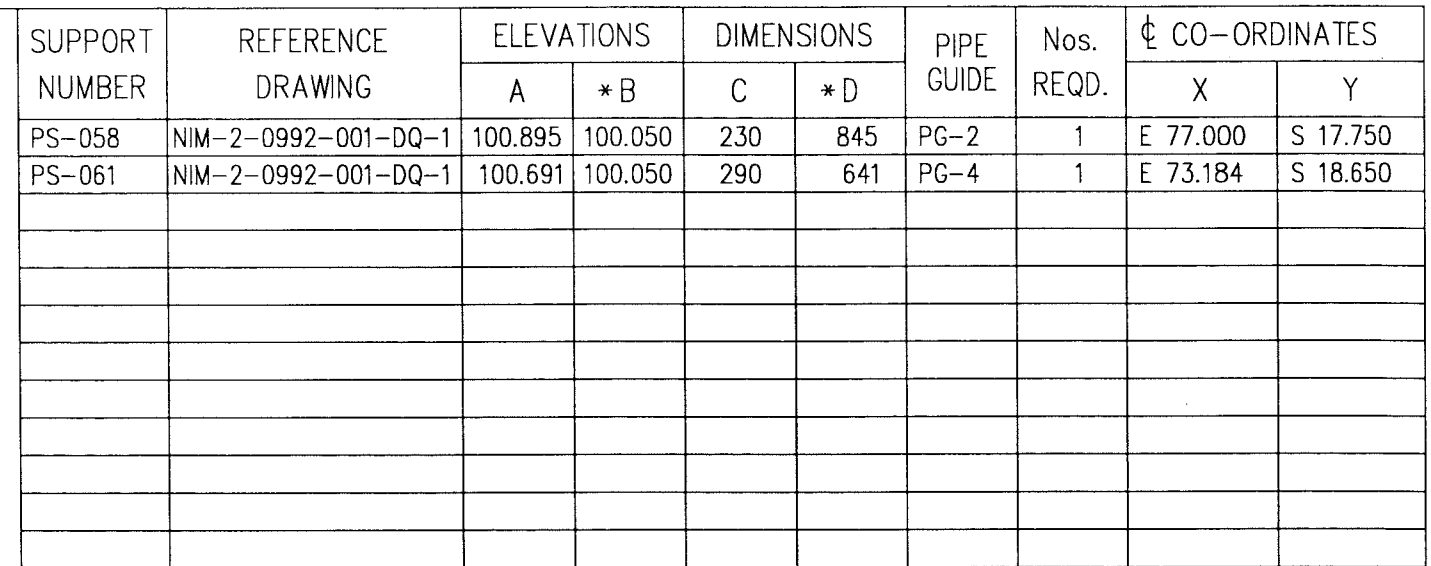 SUPPORT NUMBER REFERENCE DRAWING ELEVATIONS DIMENSIONS PIPE GUIDE Nos. REQD. ℄ CO-ORDINATES
A *B C *D X Y
PS-058 NIM-2-0992-001-DQ-1 100.895 100.050 230 845 PG-2 1 E 77.000 S 17.750
PS-061 NIM-2-0992-001-DQ-1 100.691 100.050 290 641 PG-4 1 E 73.184 S 18.650